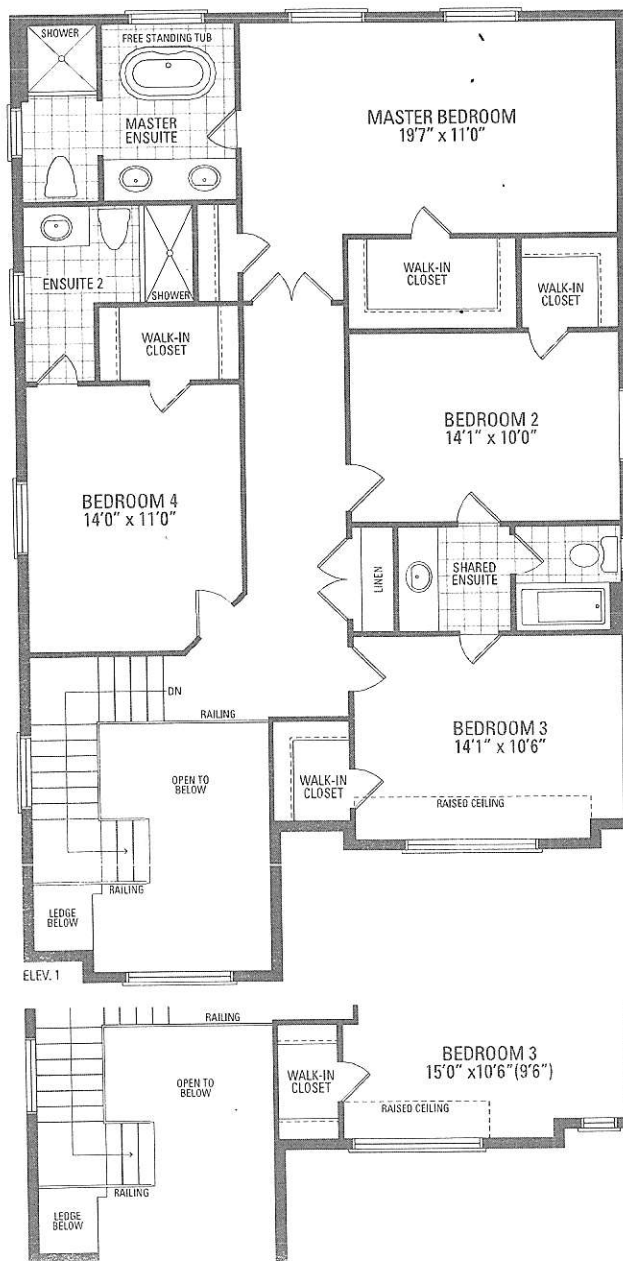 SHOWER
FREE STANDING TUB
MASTER
ENSUITE
MASTER BEDROOM
19'7" x 11'0"
ENSUITE 2
SHOWER
WALK-IN
CLOSET
WALK-IN
CLOSET
WALK-IN
CLOSET
BEDROOM 2
14'1" x 10'0"
BEDROOM 4
14'0" x 11'0"
LINEN
SHARED
ENSUITE
DN
RAILING
BEDROOM 3
14'1" x 10'6"
OPEN TO
BELOW
WALK-IN
CLOSET
RAISED CEILING
RAILING
LEDGE
BELOW
ELEV. 1
RAILING
BEDROOM 3
15'0" x10'6"(9'6")
OPEN TO
BELOW
WALK-IN
CLOSET
RAISED CEILING
RAILING
LEDGE
BELOW